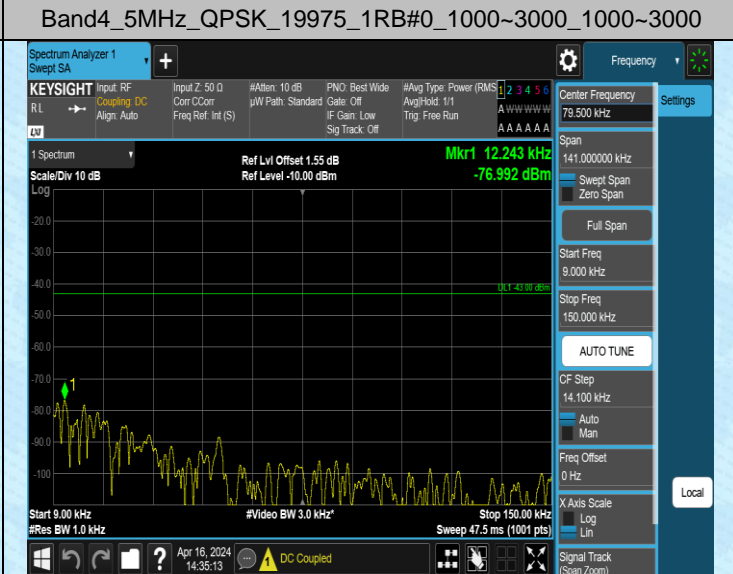 Band4_5MHz_QPSK_19975_1RB#0_1000~3000_1000~3000
Spectrum Analyzer 1
Swept SA
+
Frequency
KEYSIGHT
RL
LXI
Input: RF
Coupling: DC
Align: Auto
Input Z: 50 Ω
Corr CCorr
Freq Ref: Int (S)
#Atten: 10 dB
µW Path: Standard
PNO: Best Wide
Gate: Off
IF Gain: Low
Sig Track: Off
#Avg Type: Power (RMS
Avg|Hold: 1/1
Trig: Free Run
1 2 3 4 5 6
A W W W W W
A A A A A A
1 Spectrum
Scale/Div 10 dB
Log
Ref Lvl Offset 1.55 dB
Ref Level -10.00 dBm
Mkr1 12.243 kHz
-76.992 dBm
-20.0
-30.0
-40.0
-50.0
-60.0
-70.0
-80.0
-90.0
-100
DL1 -43.00 dBm
1
Start 9.00 kHz
#Res BW 1.0 kHz
#Video BW 3.0 kHz*
Stop 150.00 kHz
Sweep 47.5 ms (1001 pts)
?
Apr 16, 2024
14:35:13
1
DC Coupled
Center Frequency
79.500 kHz
Settings
Span
141.000000 kHz
Swept Span
Zero Span
Full Span
Start Freq
9.000 kHz
Stop Freq
150.000 kHz
AUTO TUNE
CF Step
14.100 kHz
Auto
Man
Freq Offset
0 Hz
X Axis Scale
Log
Lin
Local
Signal Track
(Span Zoom)